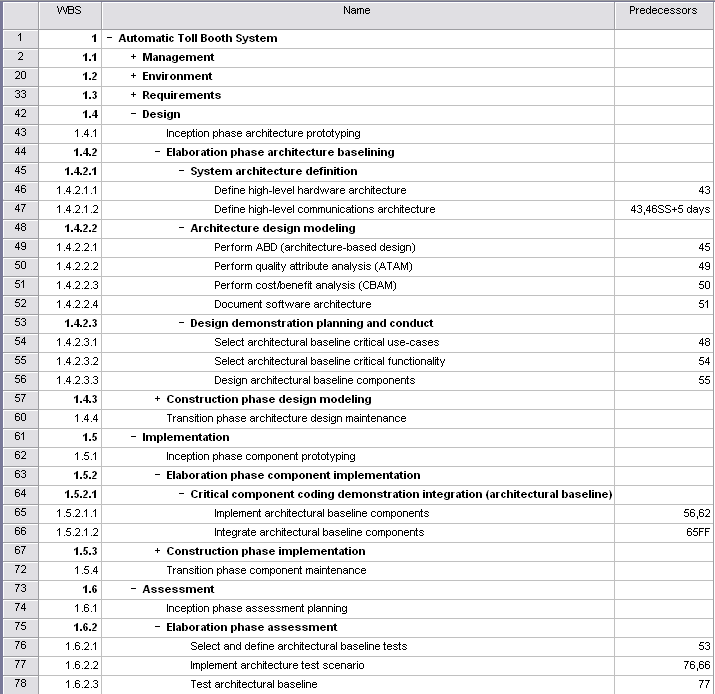 WBS Name Predecessors
1 1 − Automatic Toll Booth System
2 1.1 + Management
20 1.2 + Environment
33 1.3 + Requirements
42 1.4 − Design
43 1.4.1 Inception phase architecture prototyping
44 1.4.2 − Elaboration phase architecture baselining
45 1.4.2.1 − System architecture definition
46 1.4.2.1.1 Define high-level hardware architecture 43
47 1.4.2.1.2 Define high-level communications architecture 43,46SS+5 days
48 1.4.2.2 − Architecture design modeling
49 1.4.2.2.1 Perform ABD (architecture-based design) 45
50 1.4.2.2.2 Perform quality attribute analysis (ATAM) 49
51 1.4.2.2.3 Perform cost/benefit analysis (CBAM) 50
52 1.4.2.2.4 Document software architecture 51
53 1.4.2.3 − Design demonstration planning and conduct
54 1.4.2.3.1 Select architectural baseline critical use-cases 48
55 1.4.2.3.2 Select architectural baseline critical functionality 54
56 1.4.2.3.3 Design architectural baseline components 55
57 1.4.3 + Construction phase design modeling
60 1.4.4 Transition phase architecture design maintenance
61 1.5 − Implementation
62 1.5.1 Inception phase component prototyping
63 1.5.2 − Elaboration phase component implementation
64 1.5.2.1 − Critical component coding demonstration integration (architectural baseline)
65 1.5.2.1.1 Implement architectural baseline components 56,62
66 1.5.2.1.2 Integrate architectural baseline components 65FF
67 1.5.3 + Construction phase implementation
72 1.5.4 Transition phase component maintenance
73 1.6 − Assessment
74 1.6.1 Inception phase assessment planning
75 1.6.2 − Elaboration phase assessment
76 1.6.2.1 Select and define architectural baseline tests 53
77 1.6.2.2 Implement architecture test scenario 76,66
78 1.6.2.3 Test architectural baseline 77